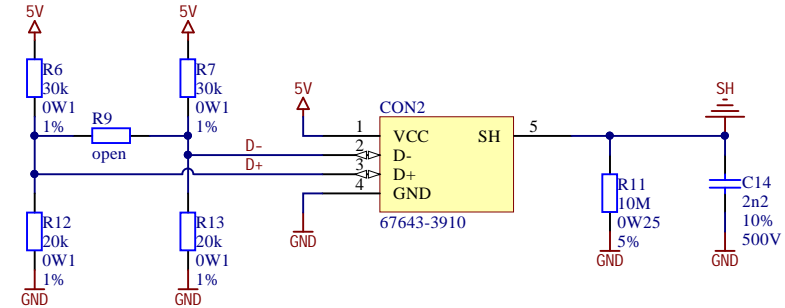 5V
5V
R6
30k
0W1
1%
R7
30k
0W1
1%
R9
open
5V
CON2
1
VCC
2
D-
3
D+
4
GND
SH
5
67643-3910
D-
D+
SH
R12
20k
0W1
1%
R13
20k
0W1
1%
R11
10M
0W25
5%
C14
2n2
10%
500V
GND
GND
GND
GND
GND